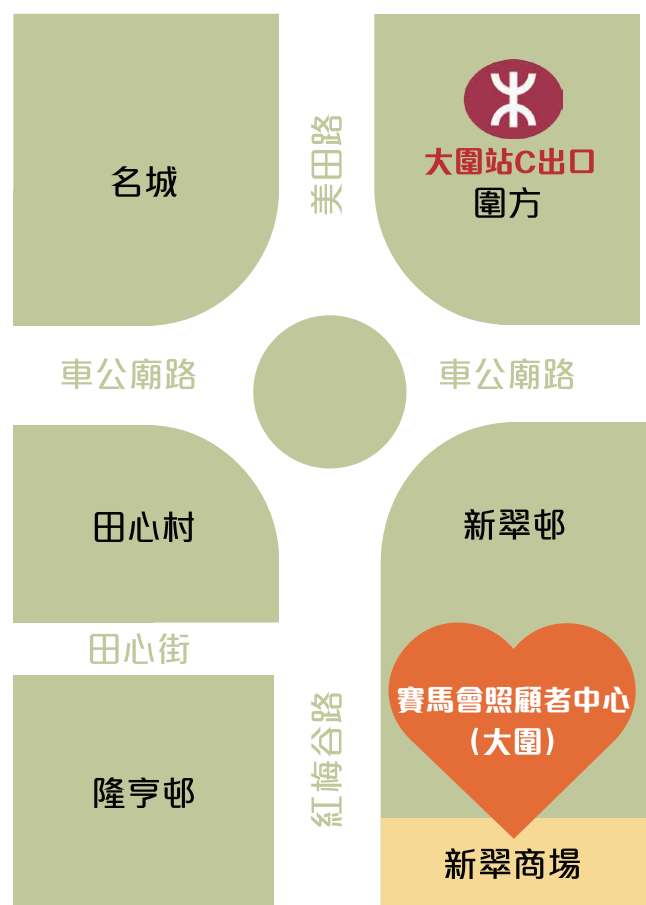 大圍站C出口
圍方
名城
美田路
車公廟路
車公廟路
田心村
新翠邨
田心街
賽馬會照顧者中心
(大圍)
紅梅谷路
隆亨邨
新翠商場